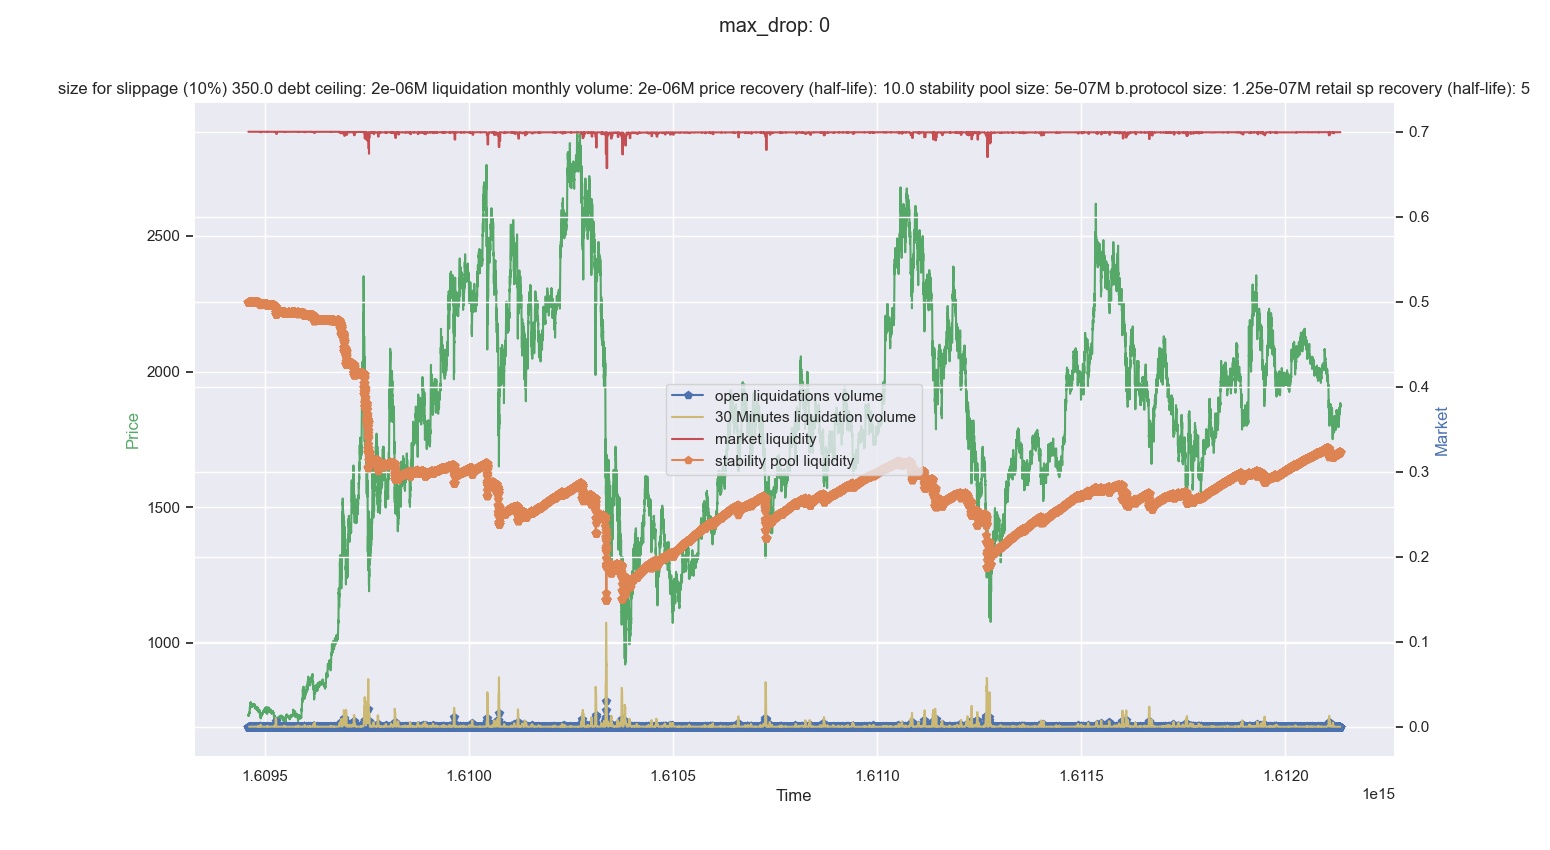 max_drop: 0
size for slippage (10%) 350.0 debt ceiling: 2e-06M liquidation monthly volume: 2e-06M price recovery (half-life): 10.0 stability pool size: 5e-07M b.protocol size: 1.25e-07M retail sp recovery (half-life): 5
0.7
0.6
2500
0.5
2000
0.4
open liquidations volume
30 Minutes liquidation volume
market liquidity
stability pool liquidity
Price
Market
0.3
1500
0.2
1000
0.1
0.0
1.6095 1.6100 1.6105 1.6110 1.6115 1.6120
Time
1e15